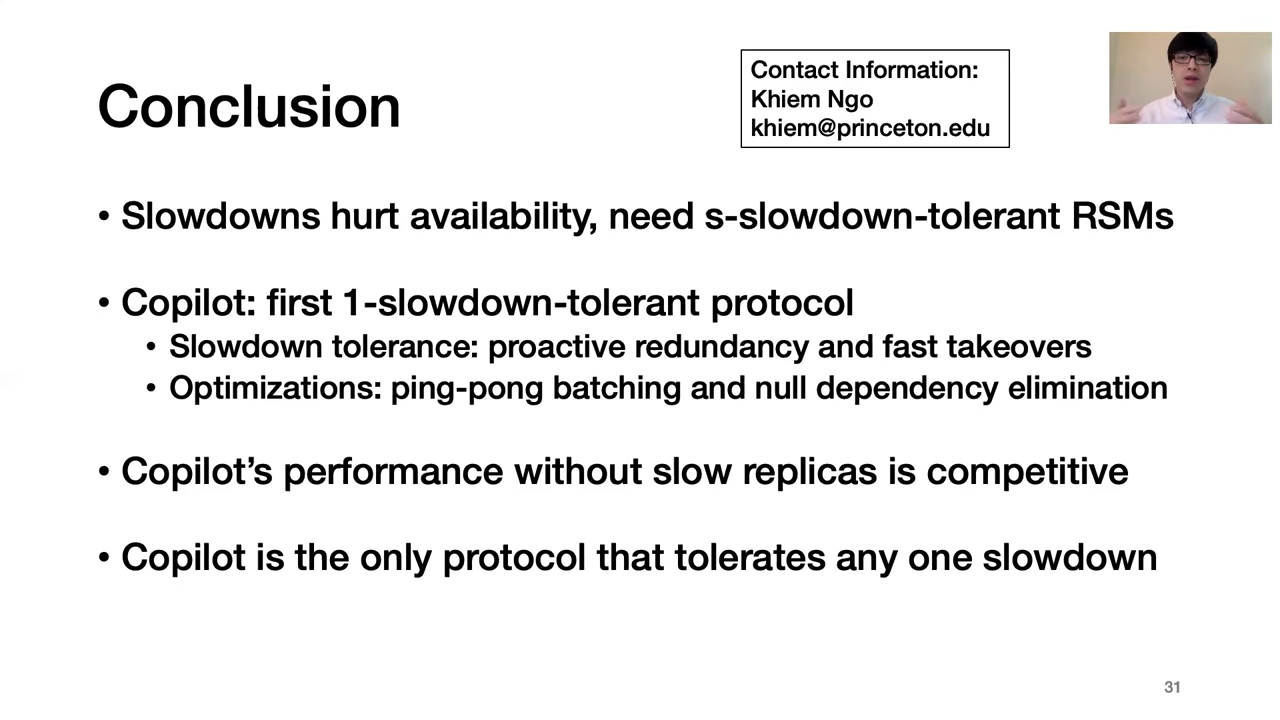 Conclusion
Contact Information:
Khiem Ngo
khiem@princeton.edu
• Slowdowns hurt availability, need s-slowdown-tolerant RSMs
• Copilot: first 1-slowdown-tolerant protocol
• Slowdown tolerance: proactive redundancy and fast takeovers
• Optimizations: ping-pong batching and null dependency elimination
• Copilot’s performance without slow replicas is competitive
• Copilot is the only protocol that tolerates any one slowdown
31